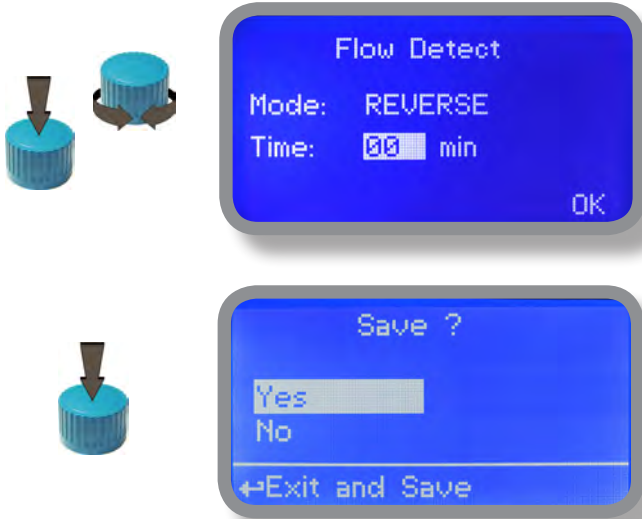 Flow Detect
Mode: REVERSE
Time: 00 min
OK
Save ?
Yes
No
↵Exit and Save